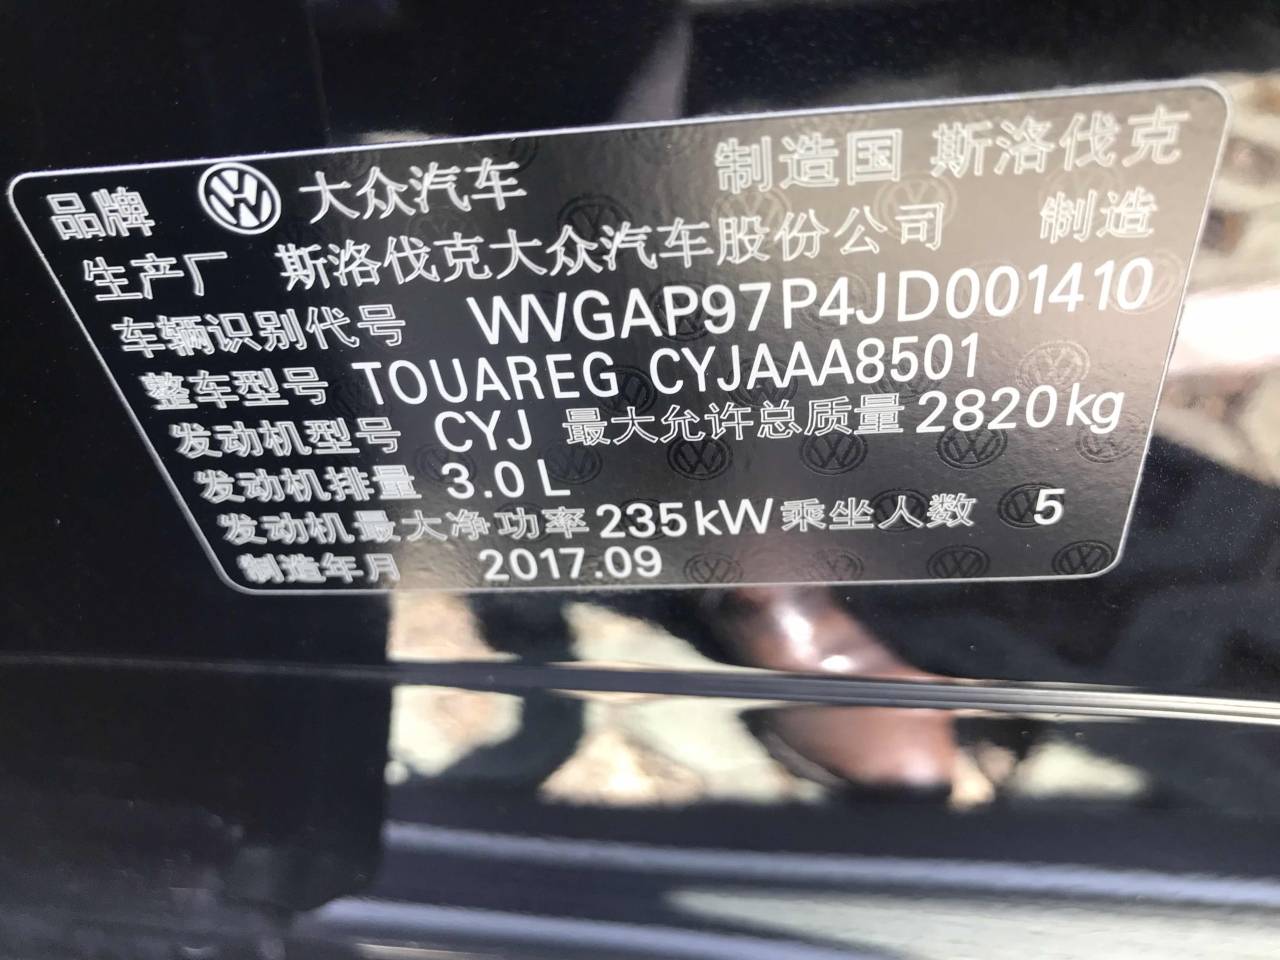 品牌 大众汽车 制造国 斯洛伐克
生产厂 斯洛伐克大众汽车股份公司 制造
车辆识别代号 WVGAP97P4JD001410
整车型号 TOUAREG CYJAAA8501
发动机型号 CYJ 最大允许总质量 2820kg
发动机排量 3.0 L
发动机最大净功率 235kW 乘坐人数 5
制造年月 2017.09